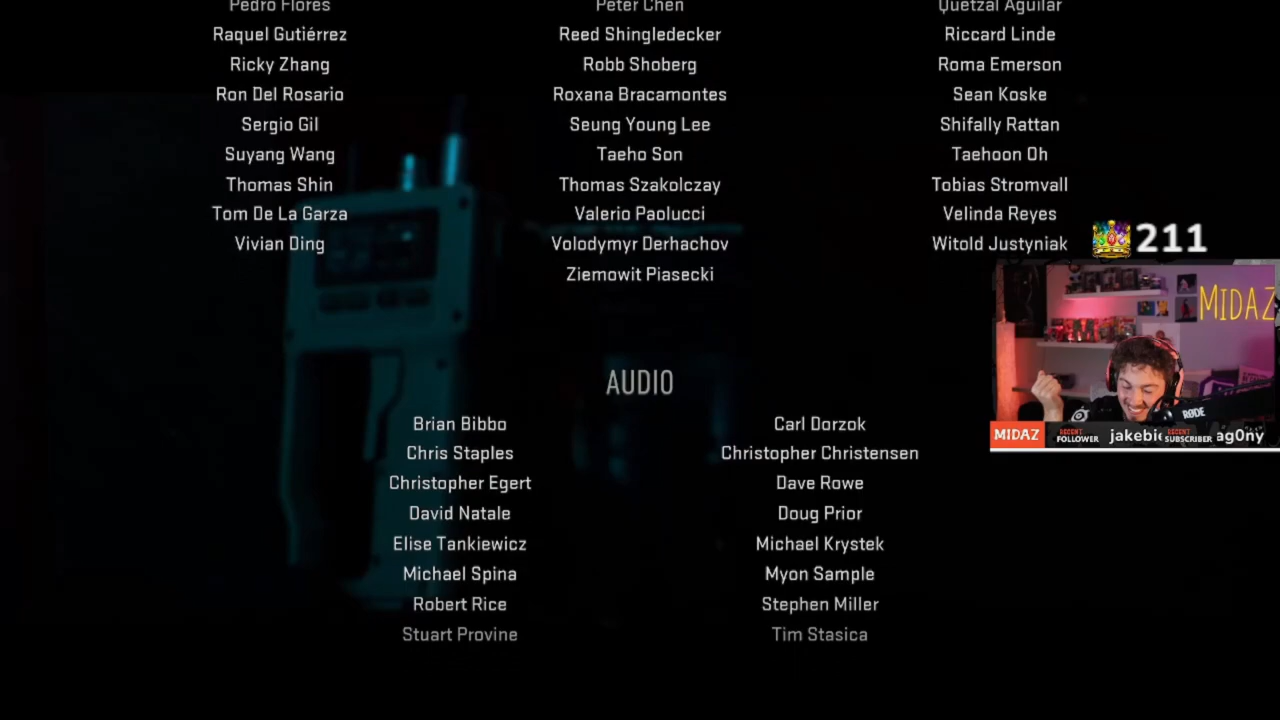 Pedro Flores
Raquel Gutiérrez
Ricky Zhang
Ron Del Rosario
Sergio Gil
Suyang Wang
Thomas Shin
Tom De La Garza
Vivian Ding
Peter Chen
Reed Shingledecker
Robb Shoberg
Roxana Bracamontes
Seung Young Lee
Taeho Son
Thomas Szakolczay
Valerio Paolucci
Volodymyr Derhachov
Ziemowit Piasecki
Quetzal Aguilar
Riccard Linde
Roma Emerson
Sean Koske
Shifally Rattan
Taehoon Oh
Tobias Stromvall
Velinda Reyes
Witold Justyniak
211
MIDAZ
RØDE
MIDAZ
RECENT FOLLOWER
RECENT SUBSCRIBER
ag0ny
AUDIO
Brian Bibbo
Chris Staples
Christopher Egert
David Natale
Elise Tankiewicz
Michael Spina
Robert Rice
Stuart Provine
Carl Dorzok
Christopher Christensen
Dave Rowe
Doug Prior
Michael Krystek
Myon Sample
Stephen Miller
Tim Stasica